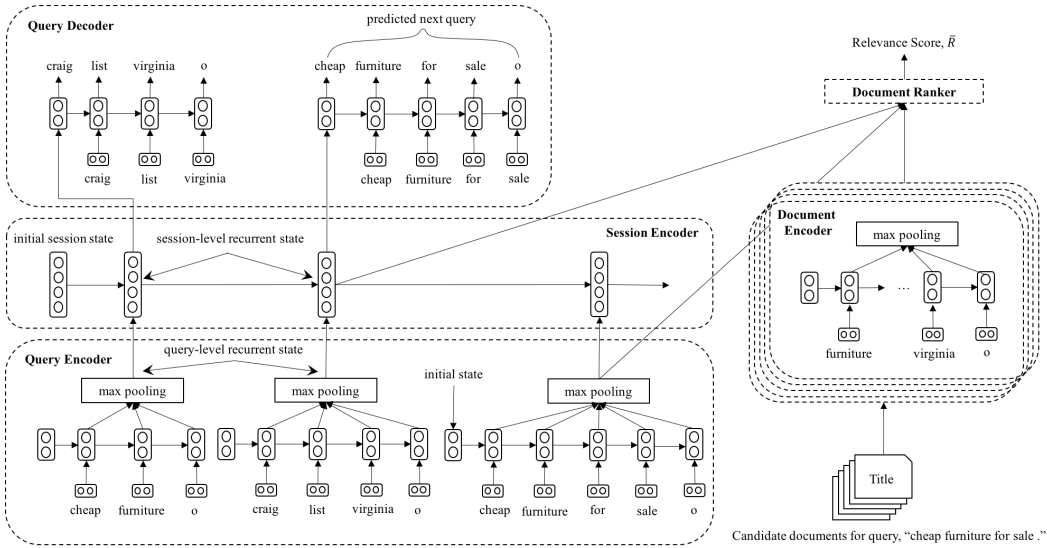 Query Decoder
predicted next query
craig list virginia o
cheap furniture for sale o
craig list virginia
cheap furniture for sale
Relevance Score, R̄
Document Ranker
initial session state
session-level recurrent state
Session Encoder
Document
Encoder
max pooling
...
furniture virginia o
Query Encoder
query-level recurrent state
initial state
max pooling
max pooling
max pooling
cheap furniture o
craig list virginia o
cheap furniture for sale o
Title
Candidate documents for query, “cheap furniture for sale .”